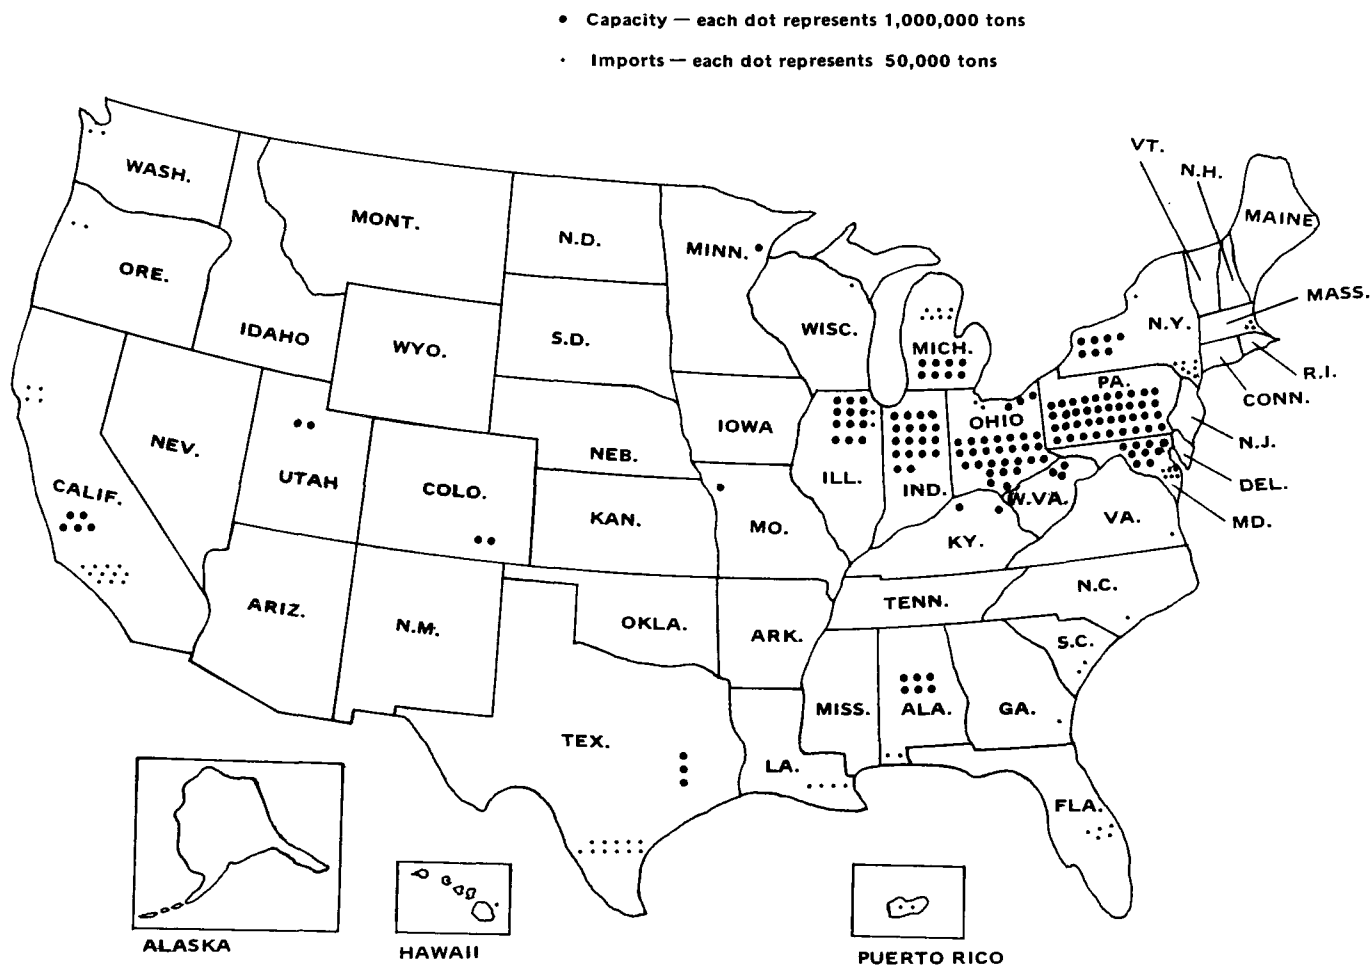 Capacity — each dot represents 1,000,000 tons
Imports — each dot represents 50,000 tons
VT.
N.H.
WASH.
MAINE
MONT.
N.D.
MINN.
ORE.
MASS.
IDAHO
WYO.
S.D.
WISC.
MICH.
N.Y.
R.I.
PA.
CONN.
NEV.
UTAH
COLO.
NEB.
IOWA
ILL.
IND.
OHIO
N.J.
DEL.
CALIF.
KAN.
MO.
W.VA.
KY.
VA.
MD.
ARIZ.
N.M.
OKLA.
ARK.
TENN.
N.C.
S.C.
TEX.
LA.
MISS.
ALA.
GA.
FLA.
ALASKA
HAWAII
PUERTO RICO